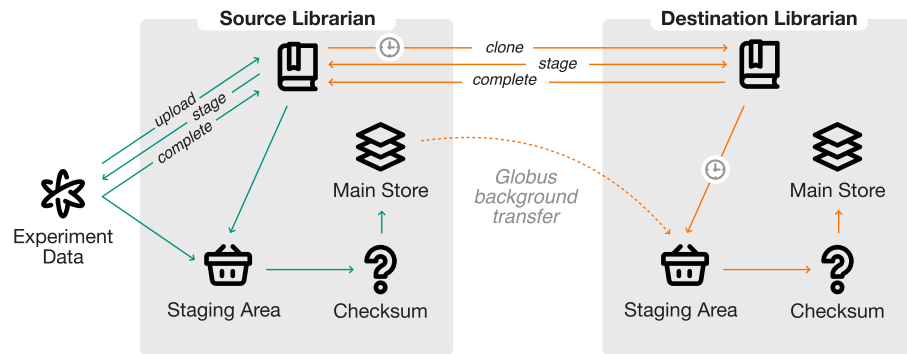 Source Librarian
Destination Librarian
clone
stage
complete
upload
stage
complete
Experiment
Data
Main Store
Globus
background
transfer
Main Store
Staging Area
Checksum
Staging Area
Checksum